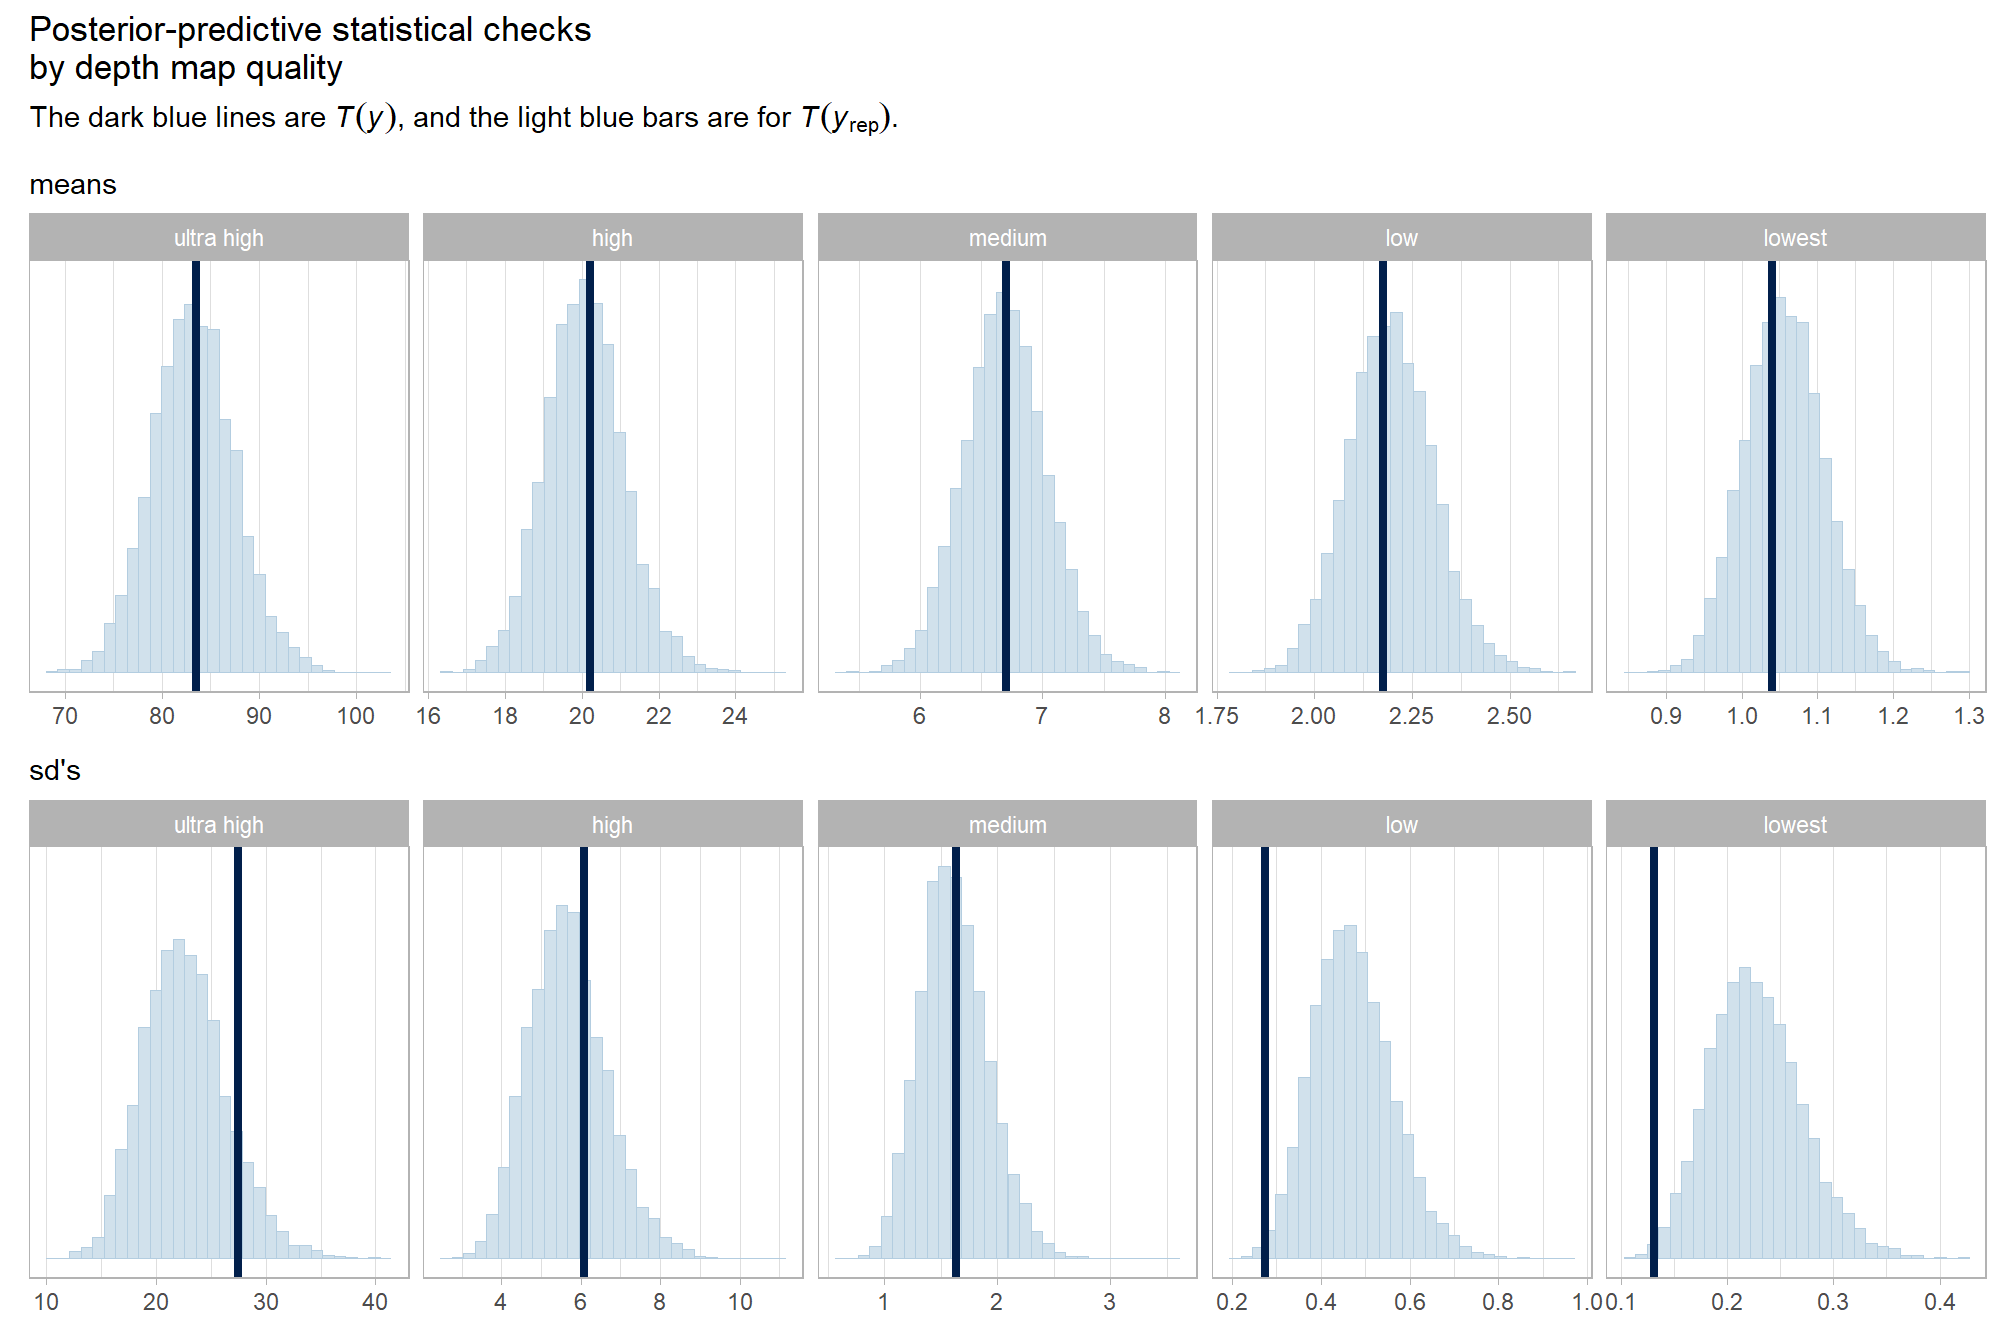 Posterior-predictive statistical checks
by depth map quality
The dark blue lines are T(y), and the light blue bars are for T(y_rep).
means
ultra high high medium low lowest
70 80 90 100 16 18 20 22 24 6 7 8 1.75 2.00 2.25 2.50 0.9 1.0 1.1 1.2 1.3
sd's
ultra high high medium low lowest
10 20 30 40 4 6 8 10 1 2 3 0.2 0.4 0.6 0.8 1.0 0.1 0.2 0.3 0.4